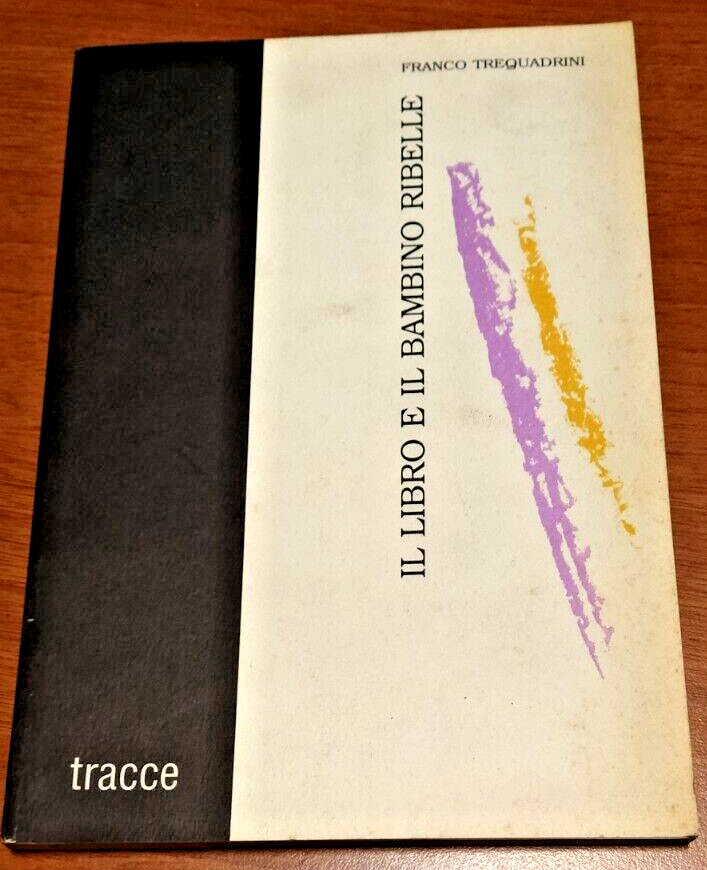 FRANCO TREQUADRINI
IL LIBRO E IL BAMBINO RIBELLE
tracce